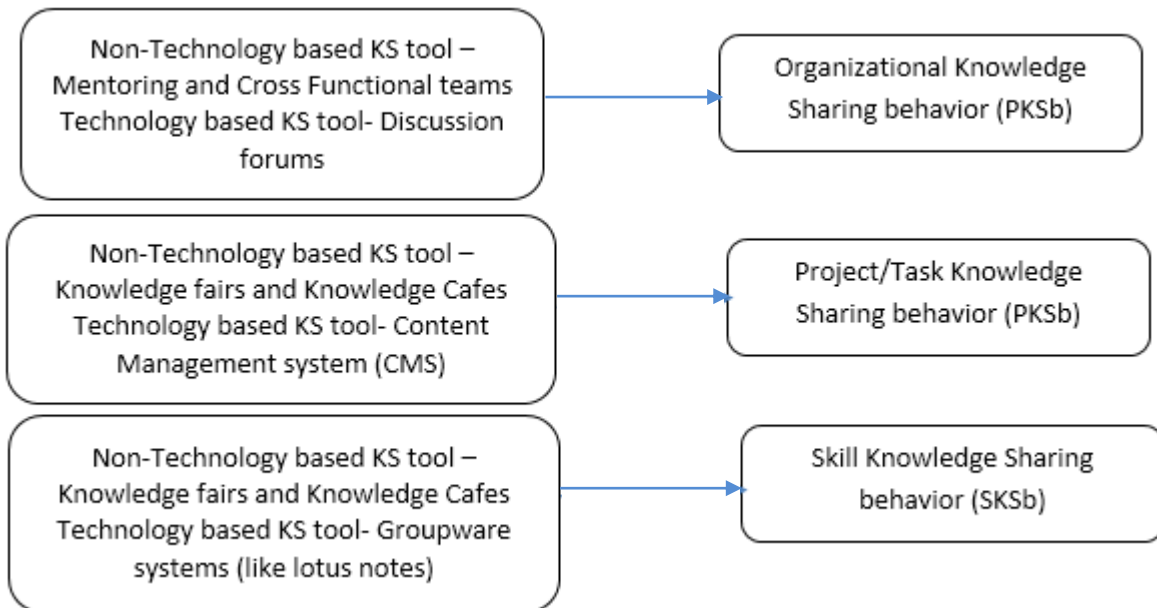 Non-Technology based KS tool –
Mentoring and Cross Functional teams
Technology based KS tool- Discussion
forums
Organizational Knowledge
Sharing behavior (PKSb)
Non-Technology based KS tool –
Knowledge fairs and Knowledge Cafes
Technology based KS tool- Content
Management system (CMS)
Project/Task Knowledge
Sharing behavior (PKSb)
Non-Technology based KS tool –
Knowledge fairs and Knowledge Cafes
Technology based KS tool- Groupware
systems (like lotus notes)
Skill Knowledge Sharing
behavior (SKSb)